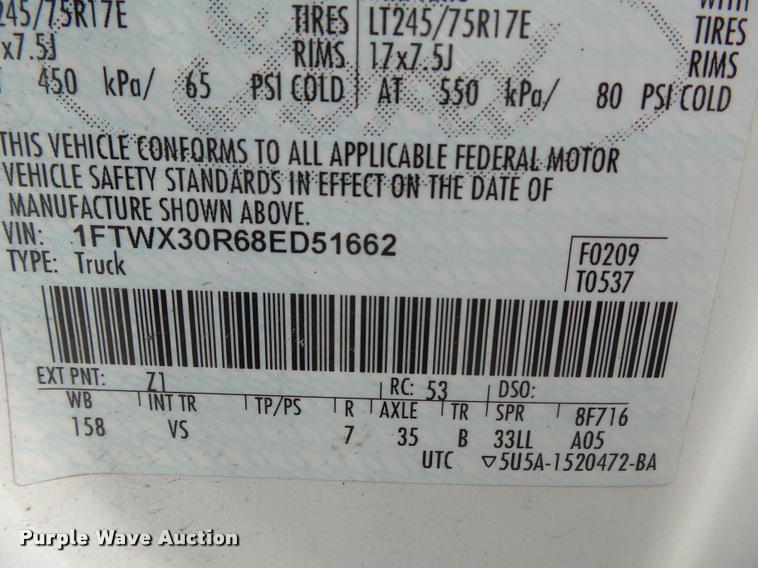 245/75R17E TIRES LT245/75R17E WITH TIRES
x7.5J RIMS 17x7.5J RIMS
450 kPa/ 65 PSI COLD AT 550 kPa/ 80 PSI COLD
THIS VEHICLE CONFORMS TO ALL APPLICABLE FEDERAL MOTOR
VEHICLE SAFETY STANDARDS IN EFFECT ON THE DATE OF
MANUFACTURE SHOWN ABOVE.
VIN: 1FTWX30R68ED51662
TYPE: Truck
F0209
T0537
EXT PNT: Z1 RC: 53 DSO:
WB INT TR TP/PS R AXLE TR SPR 8F716
158 VS 7 35 B 33LL A05
UTC ▽5U5A-1520472-BA
Purple Wave Auction